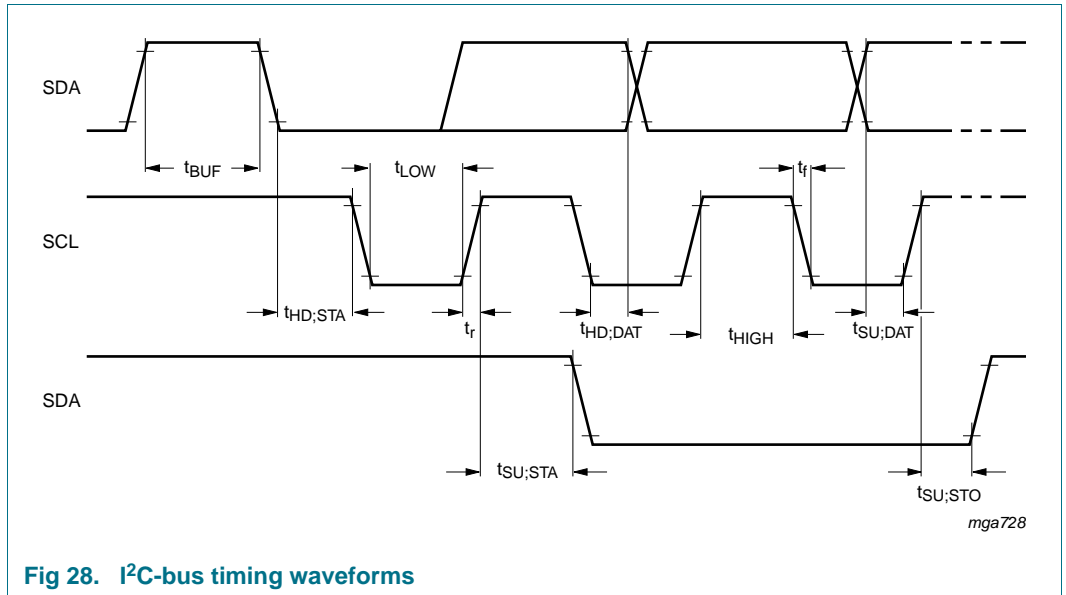 SDA
tBUF
tLOW
tf
SCL
tHD;STA
tr
tHD;DAT
tHIGH
tSU;DAT
SDA
tSU;STA
tSU;STO
mga728
Fig 28. I²C-bus timing waveforms